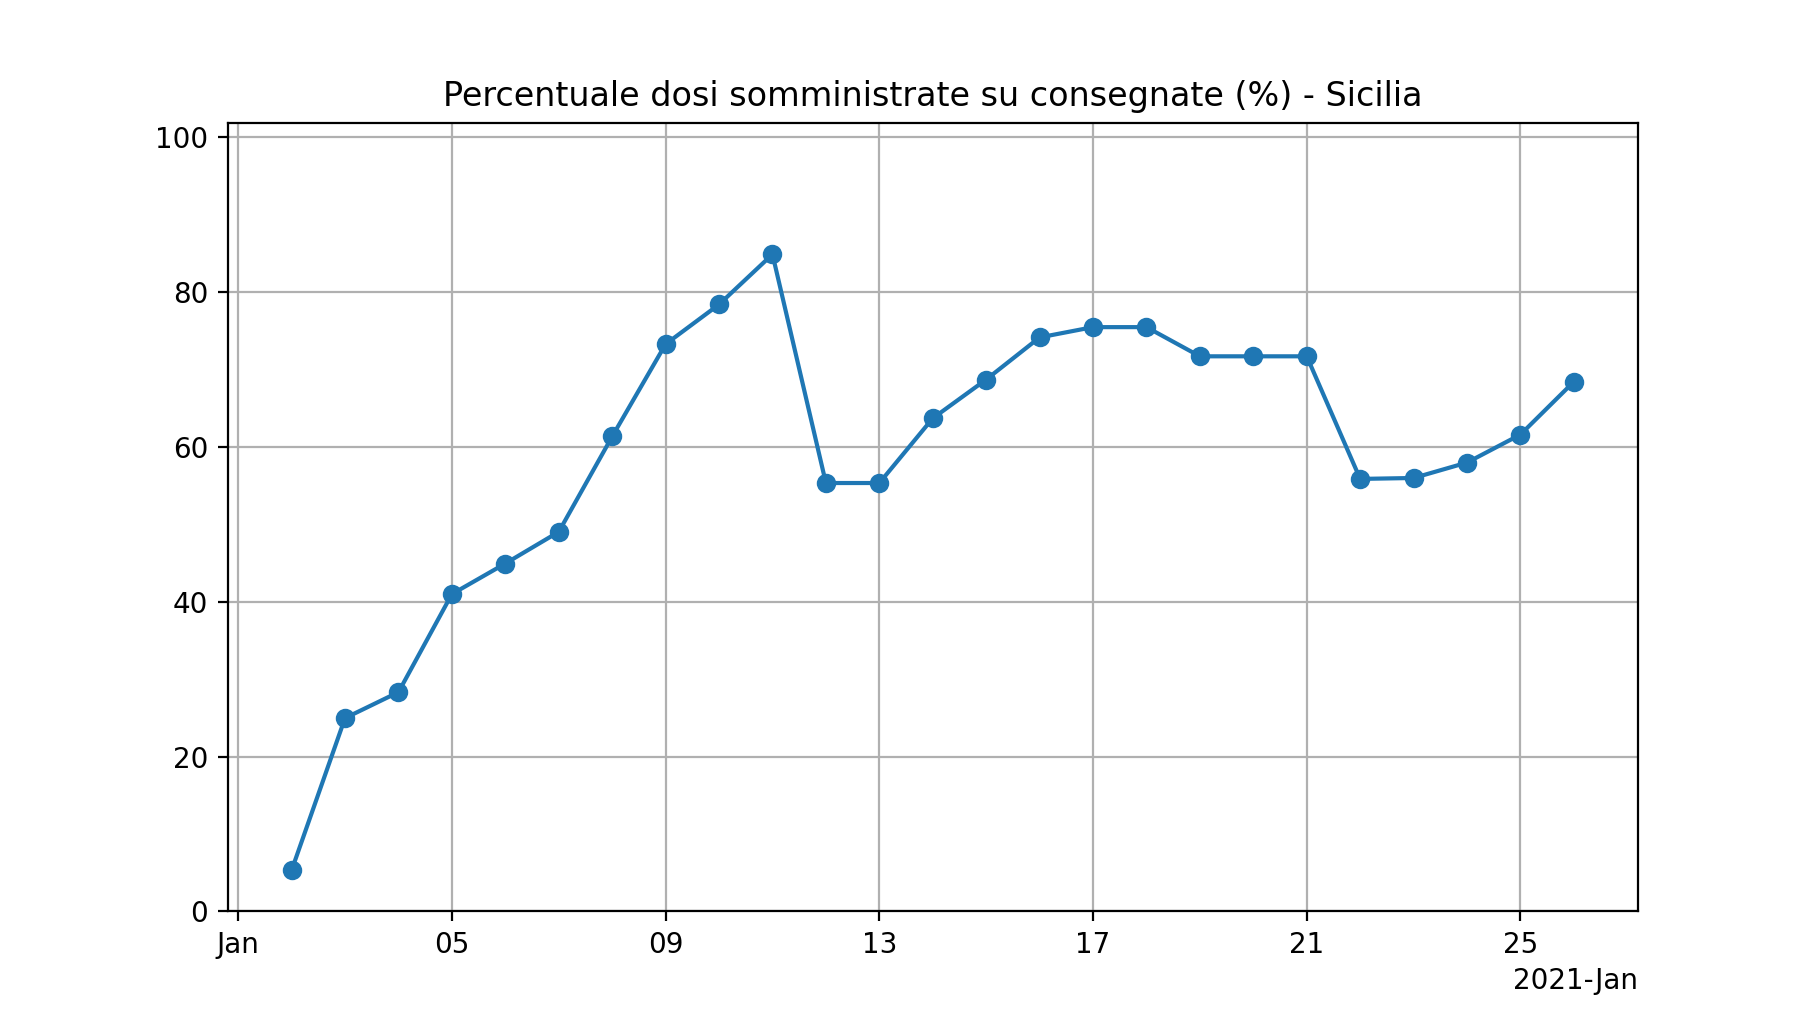 Percentuale dosi somministrate su consegnate (%) - Sicilia
100
80
60
40
20
0
Jan 05 09 13 17 21 25
2021-Jan